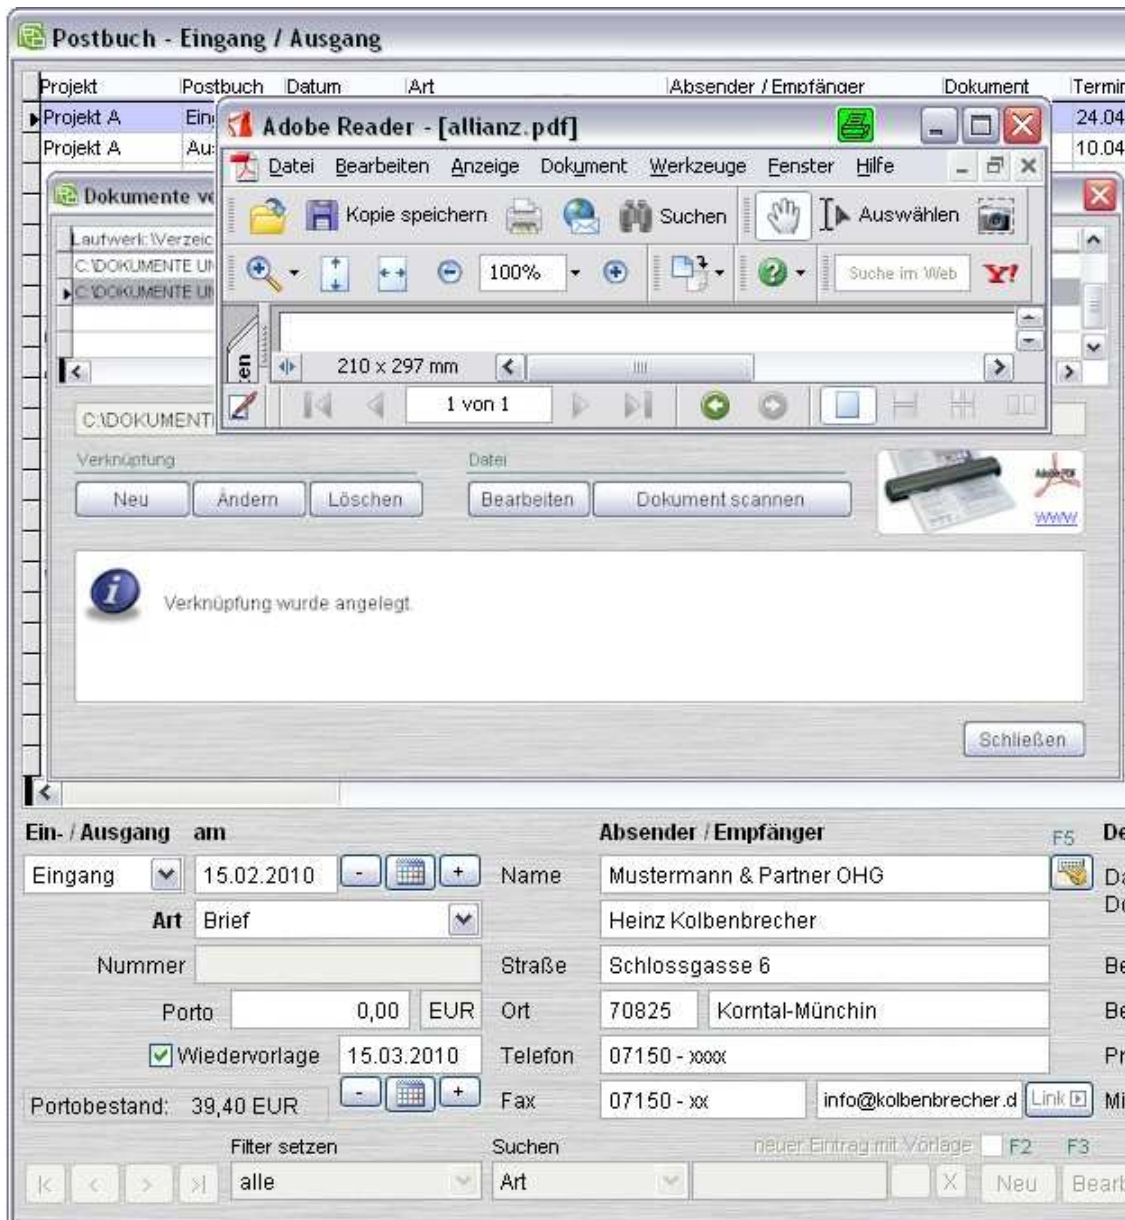 Postbuch - Eingang / Ausgang
Projekt Postbuch Datum Art Absender / Empfänger Dokument
Projekt A 24.04
Projekt A 10.04
Adobe Reader - [allianz.pdf]
Datei Bearbeiten Anzeige Dokument Werkzeuge Fenster Hilfe
Kopie speichern Suchen Auswählen
100% Suche im Web Y!
210 x 297 mm
1 von 1
Dokumente
C:\DOKUMENTE
C:\DOKUMENTE
Verknüpfung Datei
Neu Ändern Löschen Bearbeiten Dokument scannen
Adobe PDF
www
Verknüpfung wurde angelegt.
Schließen
Ein- / Ausgang am Absender / Empfänger F5
Eingang 15.02.2010 - + Name Mustermann & Partner OHG
Art Brief Heinz Kolbenbrecher
Nummer Straße Schlossgasse 6
Porto 0,00 EUR Ort 70825 Korntal-Münchin
Wiedervorlage 15.03.2010 Telefon 07150 - xxxx
Portobestand: 39,40 EUR - + Fax 07150 - xx info@kolbenbrecher.d Link
Filter setzen Suchen neuer Eintrag mit Vorlage F2 F3
alle Art X Neu